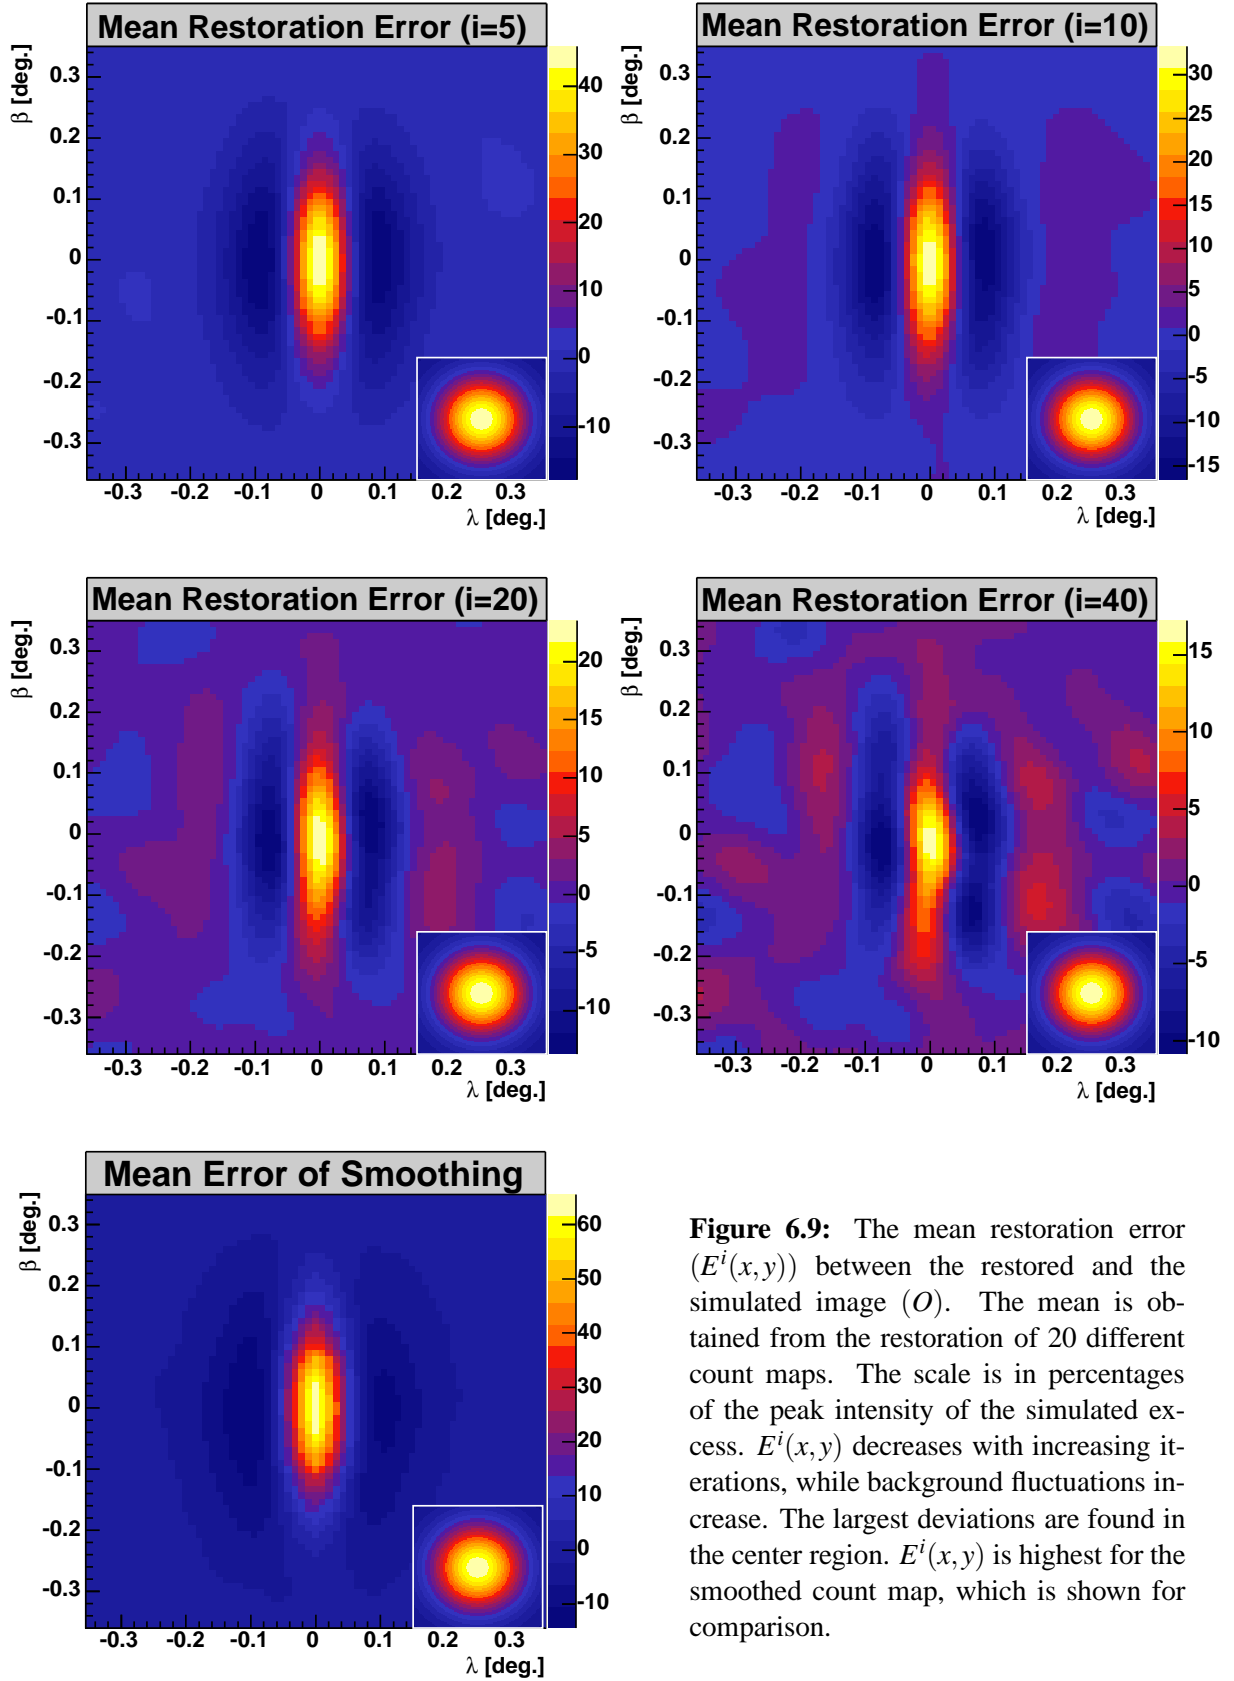 Mean Restoration Error (i=5)
β [deg.]
0.3
0.2
0.1
0
-0.1
-0.2
-0.3
-0.3 -0.2 -0.1 0 0.1 0.2 0.3
λ [deg.]
40
30
20
10
0
-10
Mean Restoration Error (i=10)
β [deg.]
0.3
0.2
0.1
0
-0.1
-0.2
-0.3
-0.3 -0.2 -0.1 0 0.1 0.2 0.3
λ [deg.]
30
25
20
15
10
5
0
-5
-10
-15
Mean Restoration Error (i=20)
β [deg.]
0.3
0.2
0.1
0
-0.1
-0.2
-0.3
-0.3 -0.2 -0.1 0 0.1 0.2 0.3
λ [deg.]
20
15
10
5
0
-5
-10
Mean Restoration Error (i=40)
β [deg.]
0.3
0.2
0.1
0
-0.1
-0.2
-0.3
-0.3 -0.2 -0.1 0 0.1 0.2 0.3
λ [deg.]
15
10
5
0
-5
-10
Mean Error of Smoothing
β [deg.]
0.3
0.2
0.1
0
-0.1
-0.2
-0.3
-0.3 -0.2 -0.1 0 0.1 0.2 0.3
λ [deg.]
60
50
40
30
20
10
0
-10
Figure 6.9: The mean restoration error
(Eⁱ(x,y)) between the restored and the
simulated image (O). The mean is ob-
tained from the restoration of 20 different
count maps. The scale is in percentages
of the peak intensity of the simulated ex-
cess. Eⁱ(x,y) decreases with increasing it-
erations, while background fluctuations in-
crease. The largest deviations are found in
the center region. Eⁱ(x,y) is highest for the
smoothed count map, which is shown for
comparison.